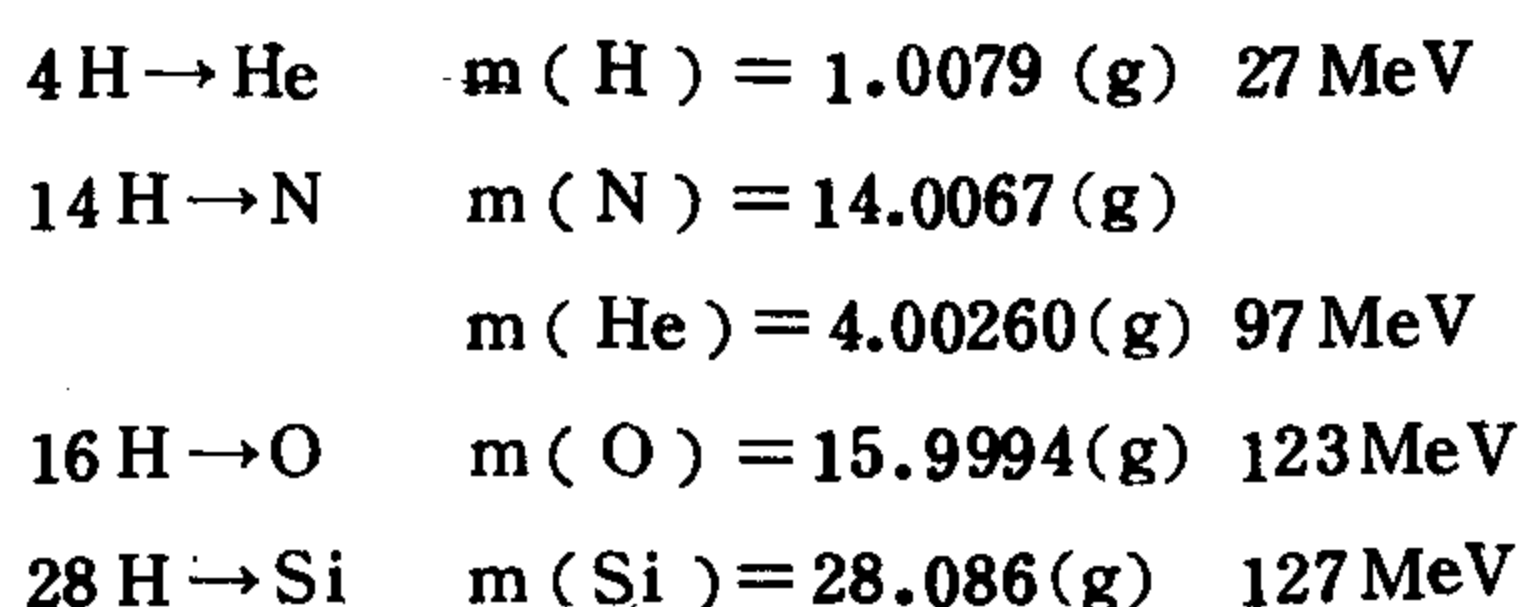 4 H → He m ( H ) = 1.0079 (g) 27 MeV
14 H → N m ( N ) = 14.0067 (g)
m ( He ) = 4.00260 (g) 97 MeV
16 H → O m ( O ) = 15.9994 (g) 123 MeV
28 H → Si m ( Si ) = 28.086 (g) 127 MeV